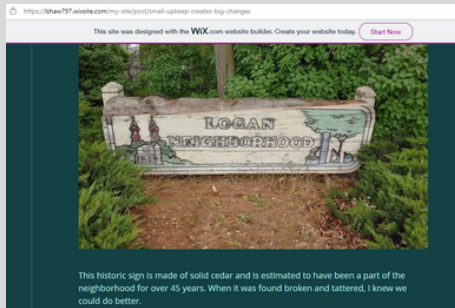 https://lshaw797.wixsite.com/my-site/post/small-upkeep-creates-big-changes
This site was designed with the WiX.com website builder. Create your website today. Start Now
LOGAN
NEIGHBORHOOD
This historic sign is made of solid cedar and is estimated to have been a part of the
neighborhood for over 45 years. When it was found broken and tattered, I knew we
could do better.